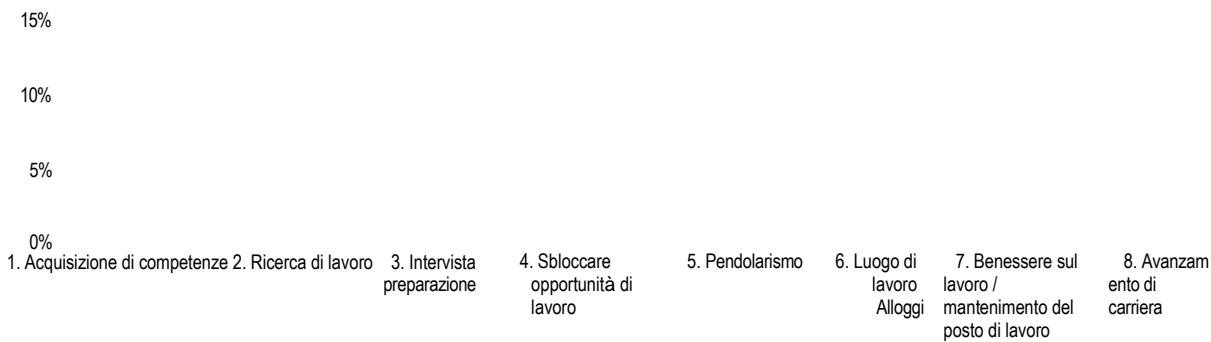 15%
10%
5%
0%
1. Acquisizione di competenze 2. Ricerca di lavoro 3. Intervista
preparazione
4. Sbloccare
opportunità di
lavoro
5. Pendolarismo
6. Luogo di
lavoro
Alloggi
7. Benessere sul
lavoro /
mantenimento del
posto di lavoro
8. Avanzam
ento di
carriera